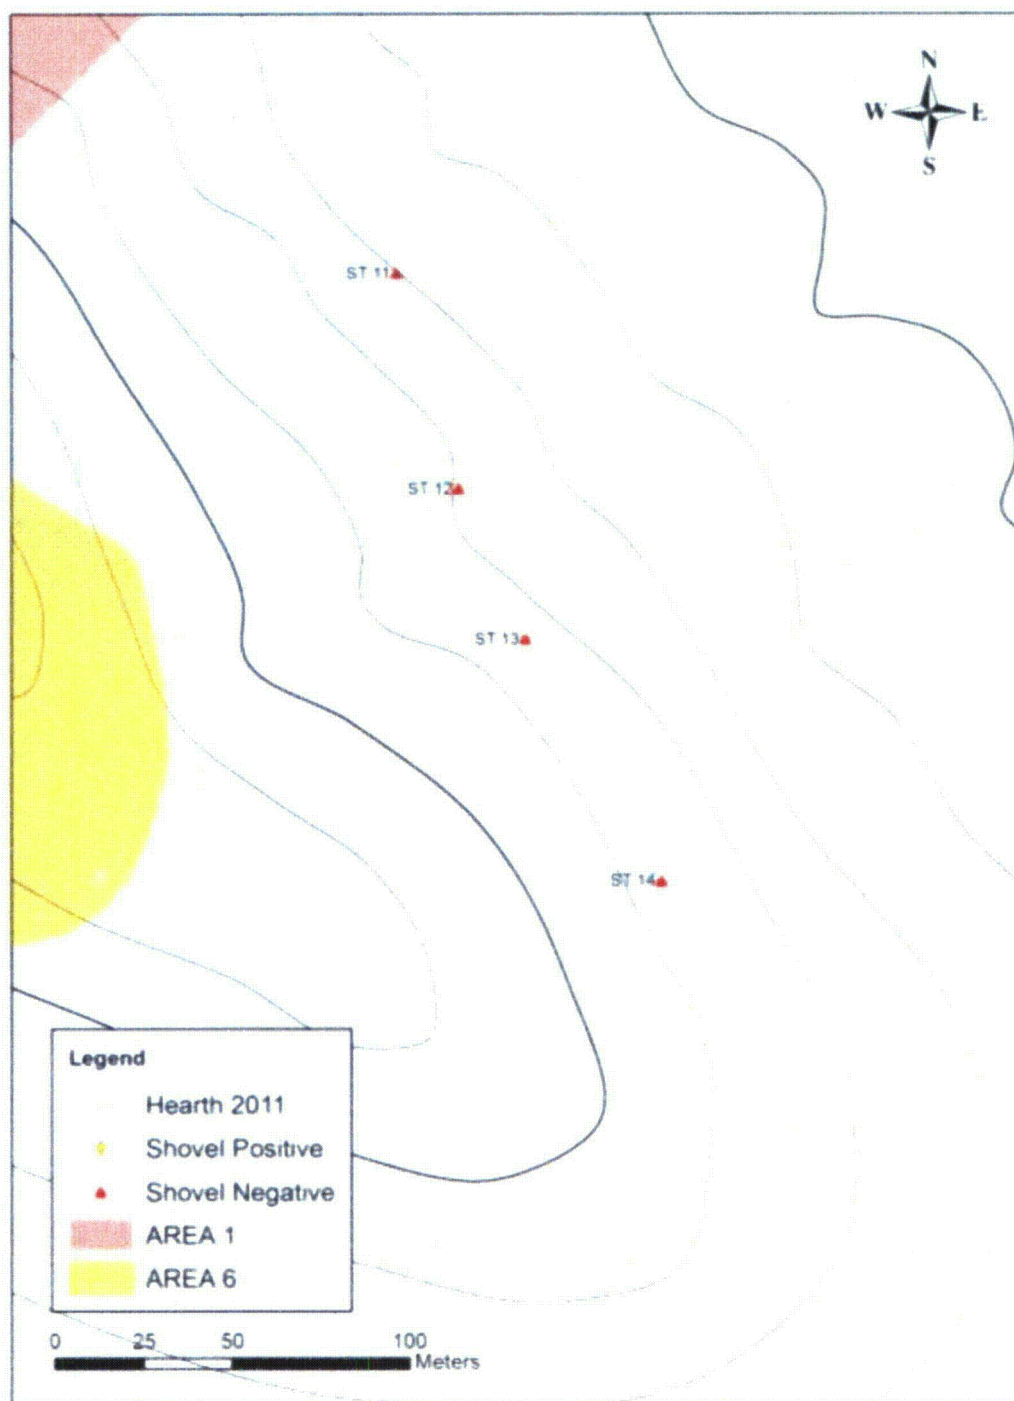 N
W E
S
ST 11
ST 12
ST 13
ST 14
Legend
Hearth 2011
Shovel Positive
Shovel Negative
AREA 1
AREA 6
0 25 50 100
Meters